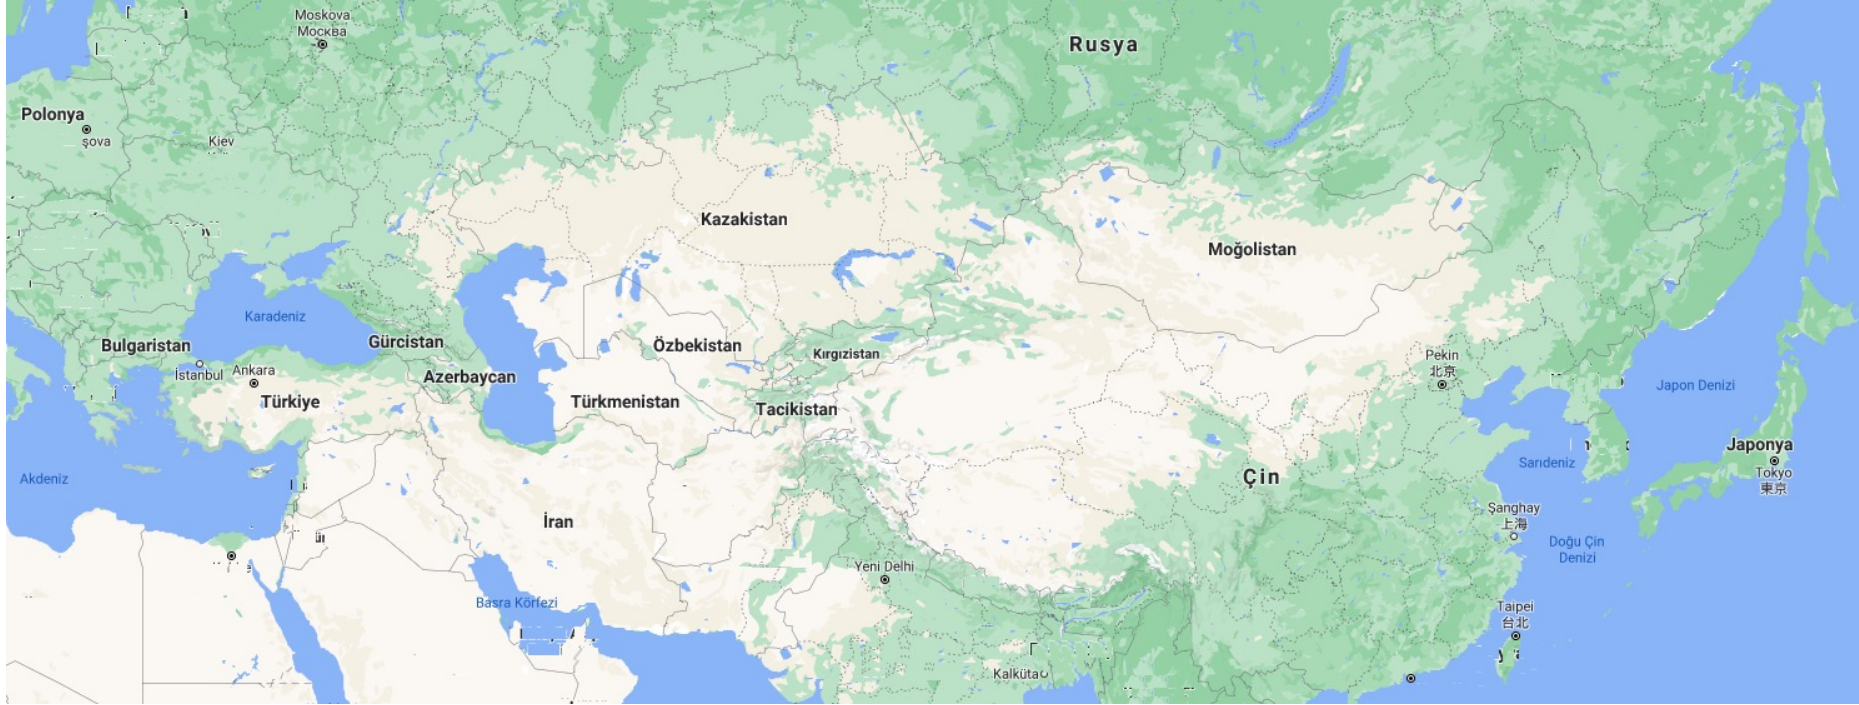 Moskova
Москва
Rusya
Polonya
şova
Kiev
Kazakistan
Moğolistan
Karadeniz
Gürcistan
Bulgaristan
Özbekistan
Kırgızistan
Pekin
北京
İstanbul
Ankara
Azerbaycan
Japon Denizi
Türkiye
Türkmenistan
Tacikistan
Japonya
Tokyo
東京
Akdeniz
Çin
Sarıdeniz
İran
Şanghay
上海
Doğu Çin
Denizi
Yeni Delhi
Basra Körfezi
Taipei
台北
Kalküta